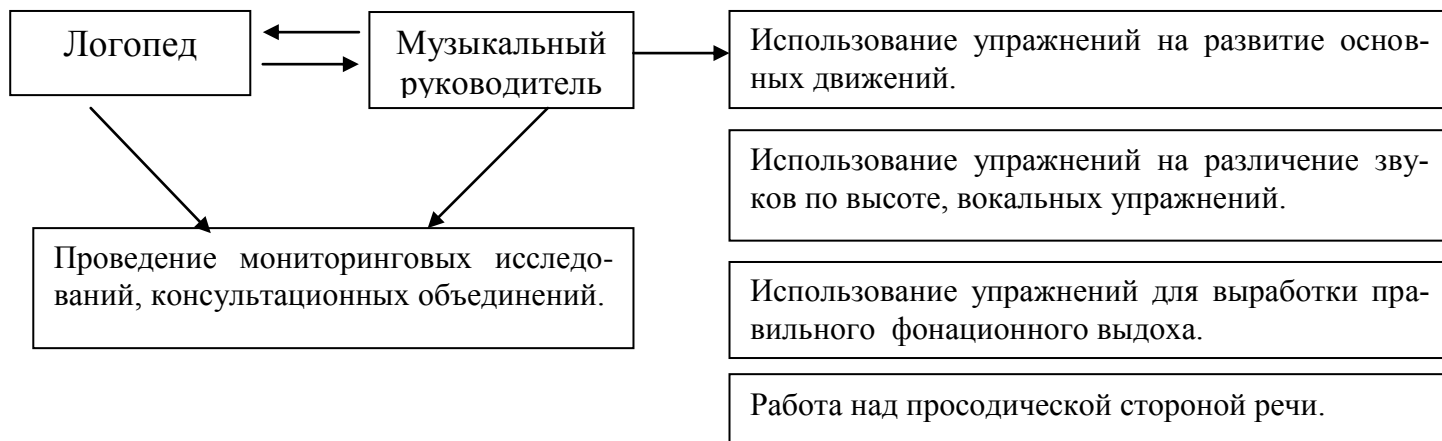 Логопед
Музыкальный
руководитель
Проведение мониторинговых исследо-
ваний, консультационных объединений.
Использование упражнений на развитие основ-
ных движений.
Использование упражнений на различение зву-
ков по высоте, вокальных упражнений.
Использование упражнений для выработки пра-
вильного фонационного выдоха.
Работа над просодической стороной речи.